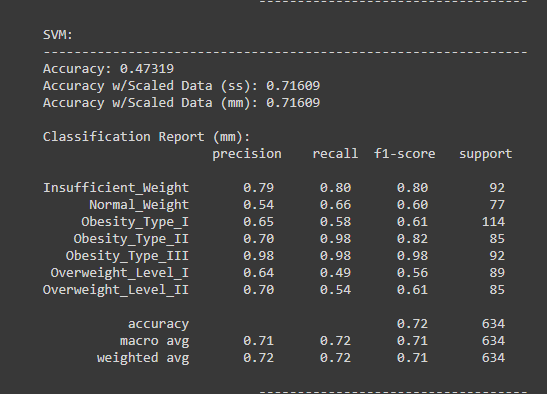 ------------------------------------
SVM:
----------------------------------------------------------------
Accuracy: 0.47319
Accuracy w/Scaled Data (ss): 0.71609
Accuracy w/Scaled Data (mm): 0.71609
Classification Report (mm):
precision recall f1-score support
Insufficient_Weight 0.79 0.80 0.80 92
Normal_Weight 0.54 0.66 0.60 77
Obesity_Type_I 0.65 0.58 0.61 114
Obesity_Type_II 0.70 0.98 0.82 85
Obesity_Type_III 0.98 0.98 0.98 92
Overweight_Level_I 0.64 0.49 0.56 89
Overweight_Level_II 0.70 0.54 0.61 85
accuracy 0.72 634
macro avg 0.71 0.72 0.71 634
weighted avg 0.72 0.72 0.71 634
------------------------------------